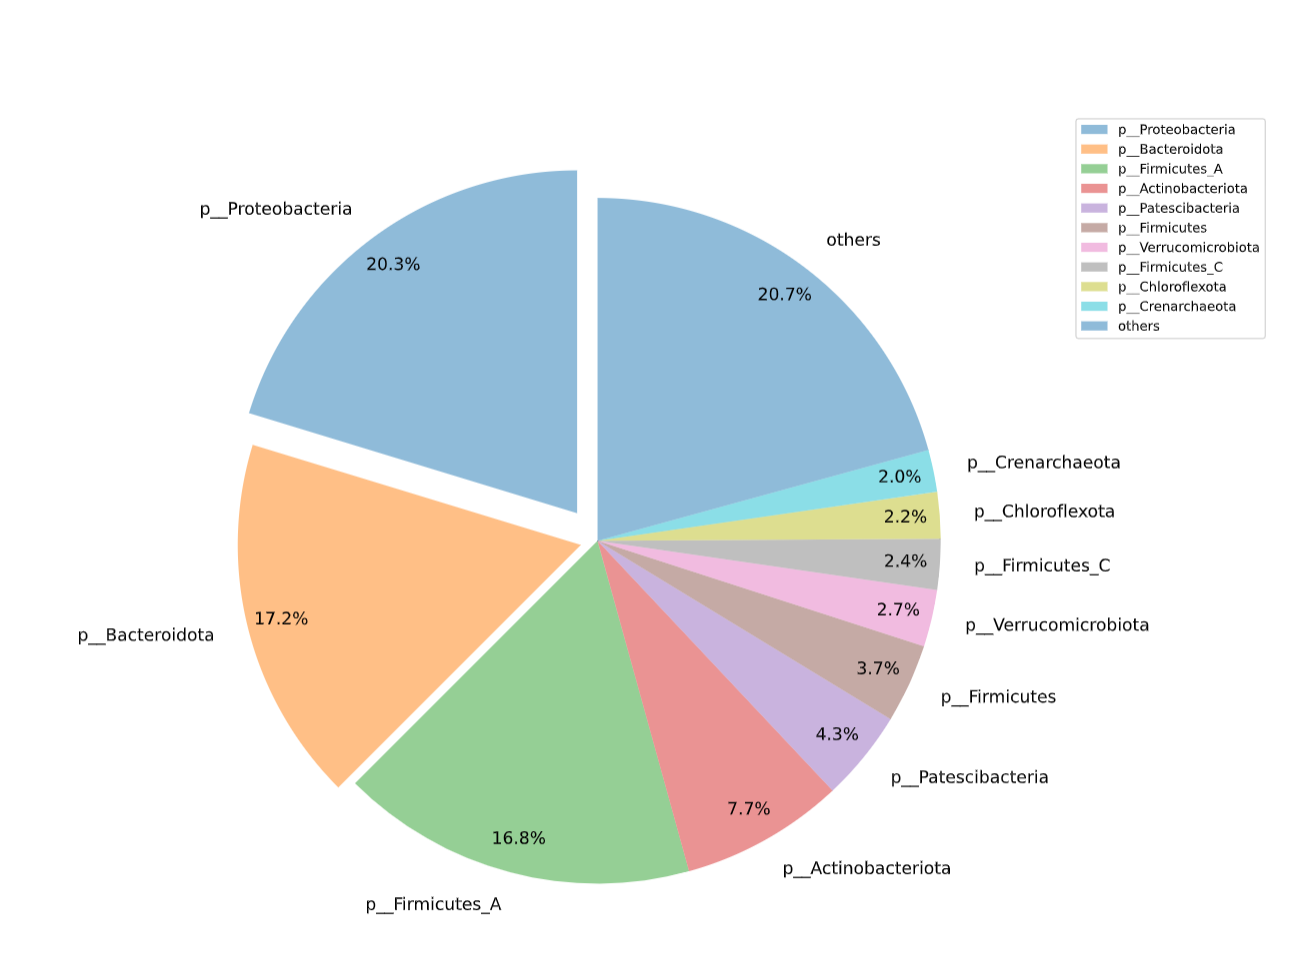 p__Proteobacteria
20.3%
others
20.7%
p__Proteobacteria
p__Bacteroidota
p__Firmicutes_A
p__Actinobacteriota
p__Patescibacteria
p__Firmicutes
p__Verrucomicrobiota
p__Firmicutes_C
p__Chloroflexota
p__Crenarchaeota
others
p__Crenarchaeota
2.0%
p__Chloroflexota
2.2%
p__Firmicutes_C
2.4%
p__Verrucomicrobiota
2.7%
p__Bacteroidota
17.2%
p__Firmicutes
3.7%
p__Patescibacteria
4.3%
p__Actinobacteriota
7.7%
p__Firmicutes_A
16.8%